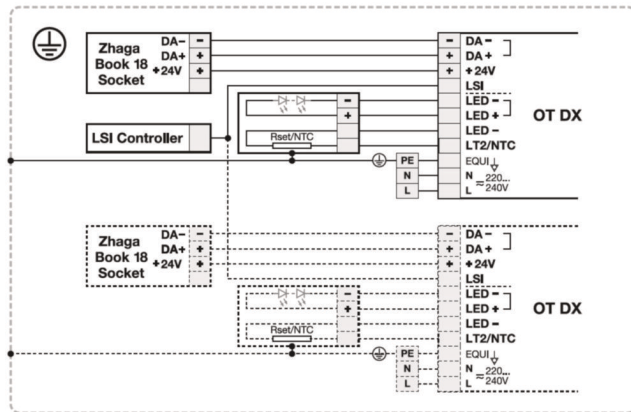 Zhaga Book 18 Socket
DA− −
DA+ +
+24V +
LSI Controller
− +
Rset/NTC
− DA −
+ DA +
+ +24V
LSI
LED −
LED +
LED −
LT2/NTC
PE EQUI
N N
L L
≈ 220... 240V
OT DX
Zhaga Book 18 Socket
DA− −
DA+ +
+24V +
− +
Rset/NTC
− DA −
+ DA +
+ +24V
LSI
LED −
LED +
LED −
LT2/NTC
PE EQUI
N N
L L
≈ 220... 240V
OT DX